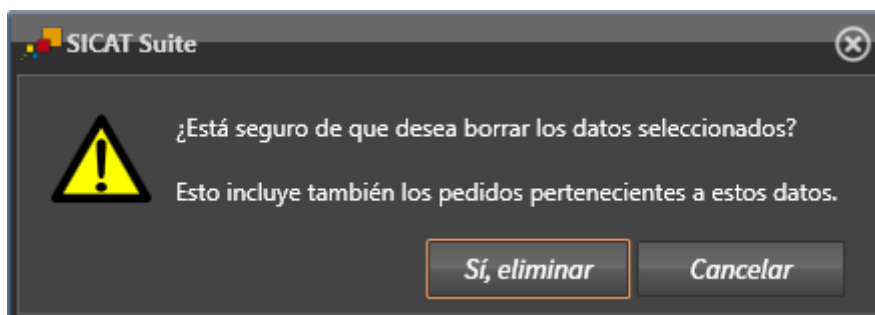 SICAT Suite
¿Está seguro de que desea borrar los datos seleccionados?
Esto incluye también los pedidos pertenecientes a estos datos.
Sí, eliminar
Cancelar